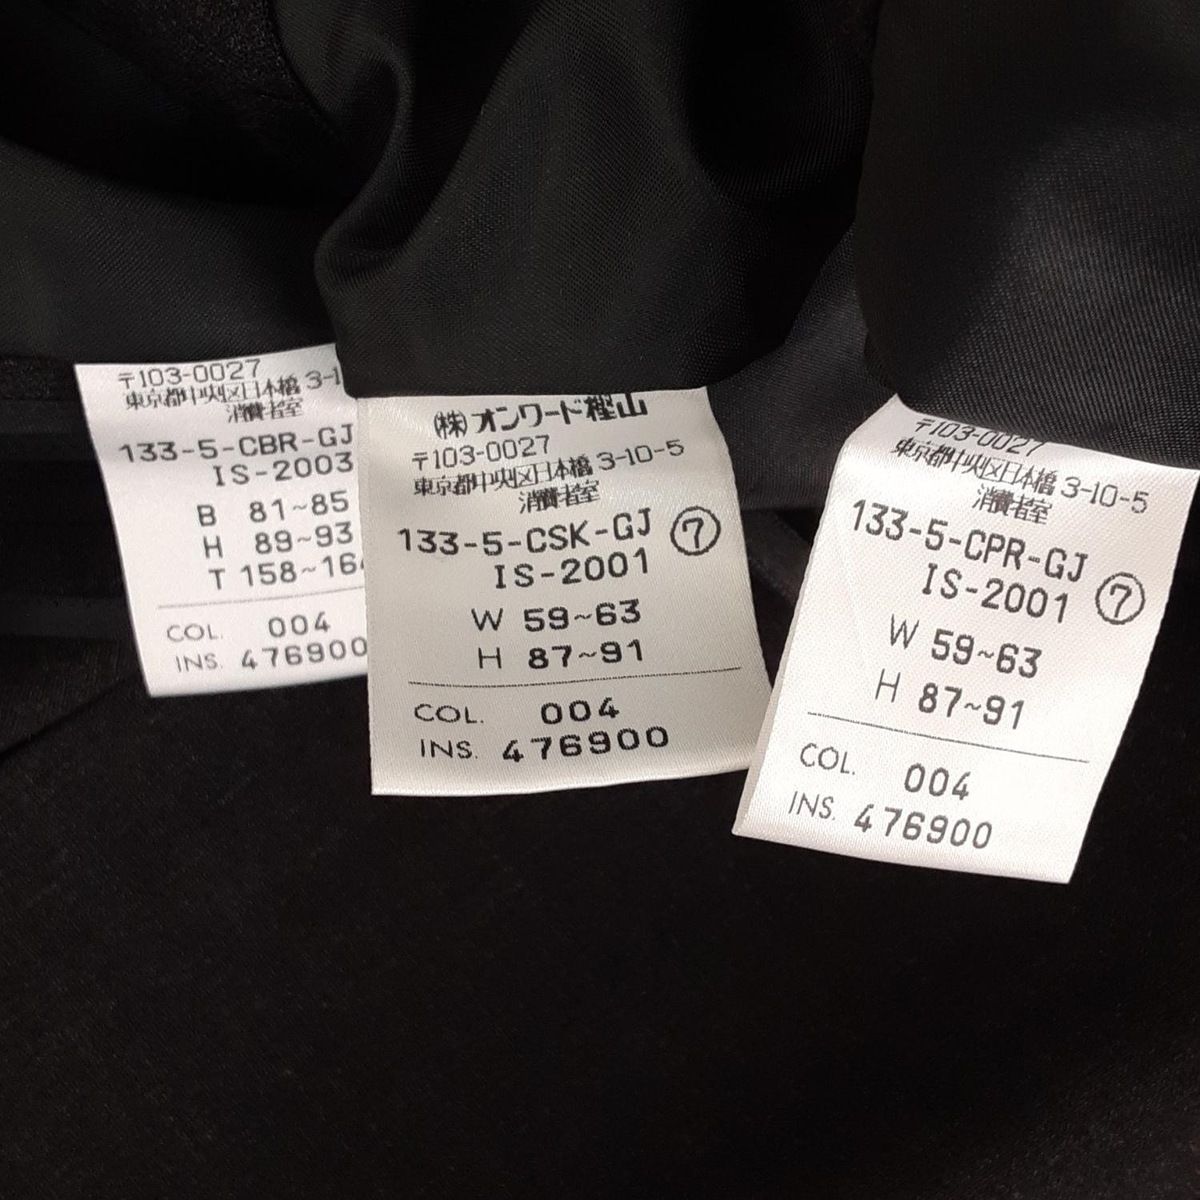 〒103-0027
東京都中央区日本橋 3-1
消費者室
133-5-CBR-GJ
IS-2003
B 81~85
H 89~93
T 158~16
COL. 004
INS. 476900
㈱オンワード樫山
〒103-0027
東京都中央区日本橋 3-10-5
消費者室
133-5-CSK-GJ ⑦
IS-2001
W 59~63
H 87~91
COL. 004
INS. 476900
〒103-0027
東京都中央区日本橋 3-10-5
消費者室
133-5-CPR-GJ
IS-2001 ⑦
W 59~63
H 87~91
COL. 004
INS. 476900